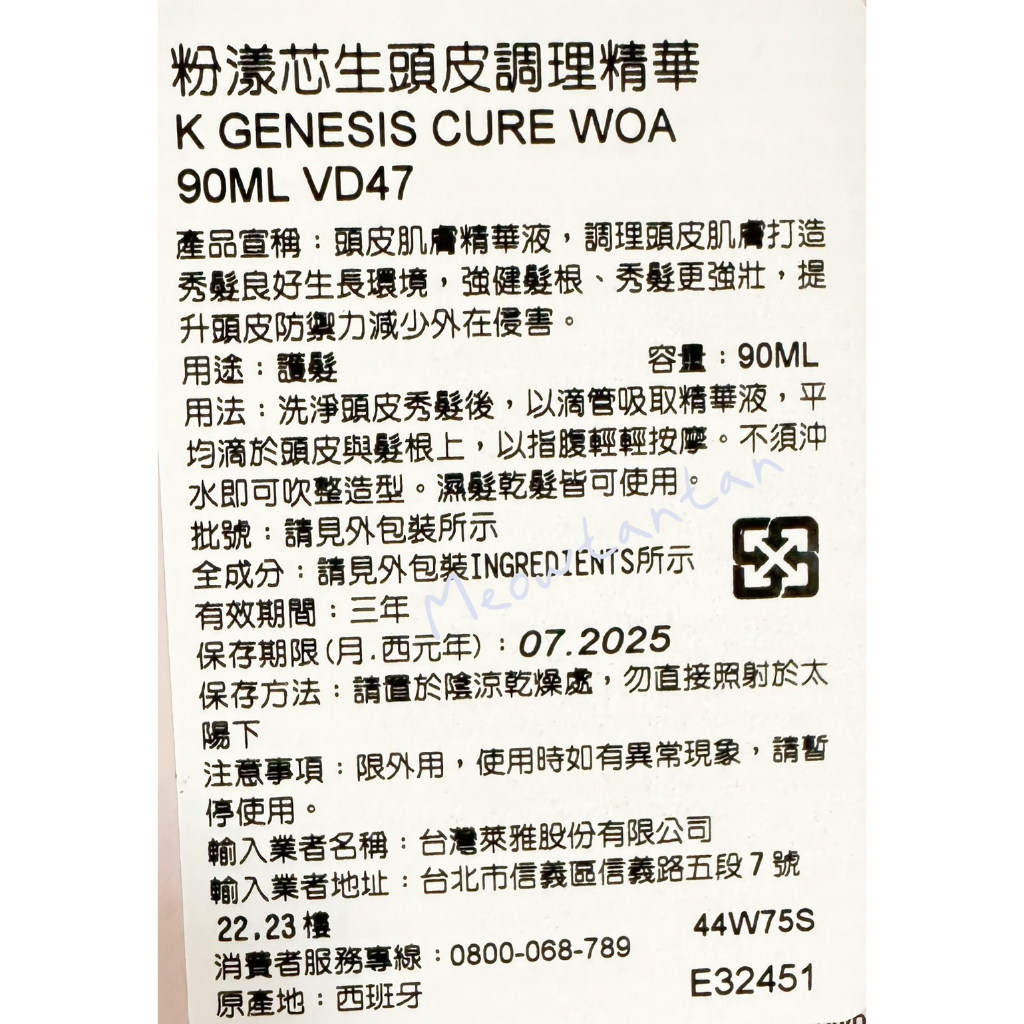 粉漾芯生頭皮調理精華
K GENESIS CURE WOA
90ML VD47
產品宣稱：頭皮肌膚精華液，調理頭皮肌膚打造
秀髮良好生長環境，強健髮根、秀髮更強壯，提
升頭皮防禦力減少外在侵害。
用途：護髮 容量：90ML
用法：洗淨頭皮秀髮後，以滴管吸取精華液，平
均滴於頭皮與髮根上，以指腹輕輕按摩。不須沖
水即可吹整造型。濕髮乾髮皆可使用。
批號：請見外包裝所示
全成分：請見外包裝INGREDIENTS所示
有效期間：三年
保存期限(月.西元年)：07.2025
保存方法：請置於陰涼乾燥處，勿直接照射於太
陽下
注意事項：限外用，使用時如有異常現象，請暫
停使用。
輸入業者名稱：台灣萊雅股份有限公司
輸入業者地址：台北市信義區信義路五段7號
22.23樓 44W75S
消費者服務專線：0800-068-789
原產地：西班牙 E32451
Meowtantan